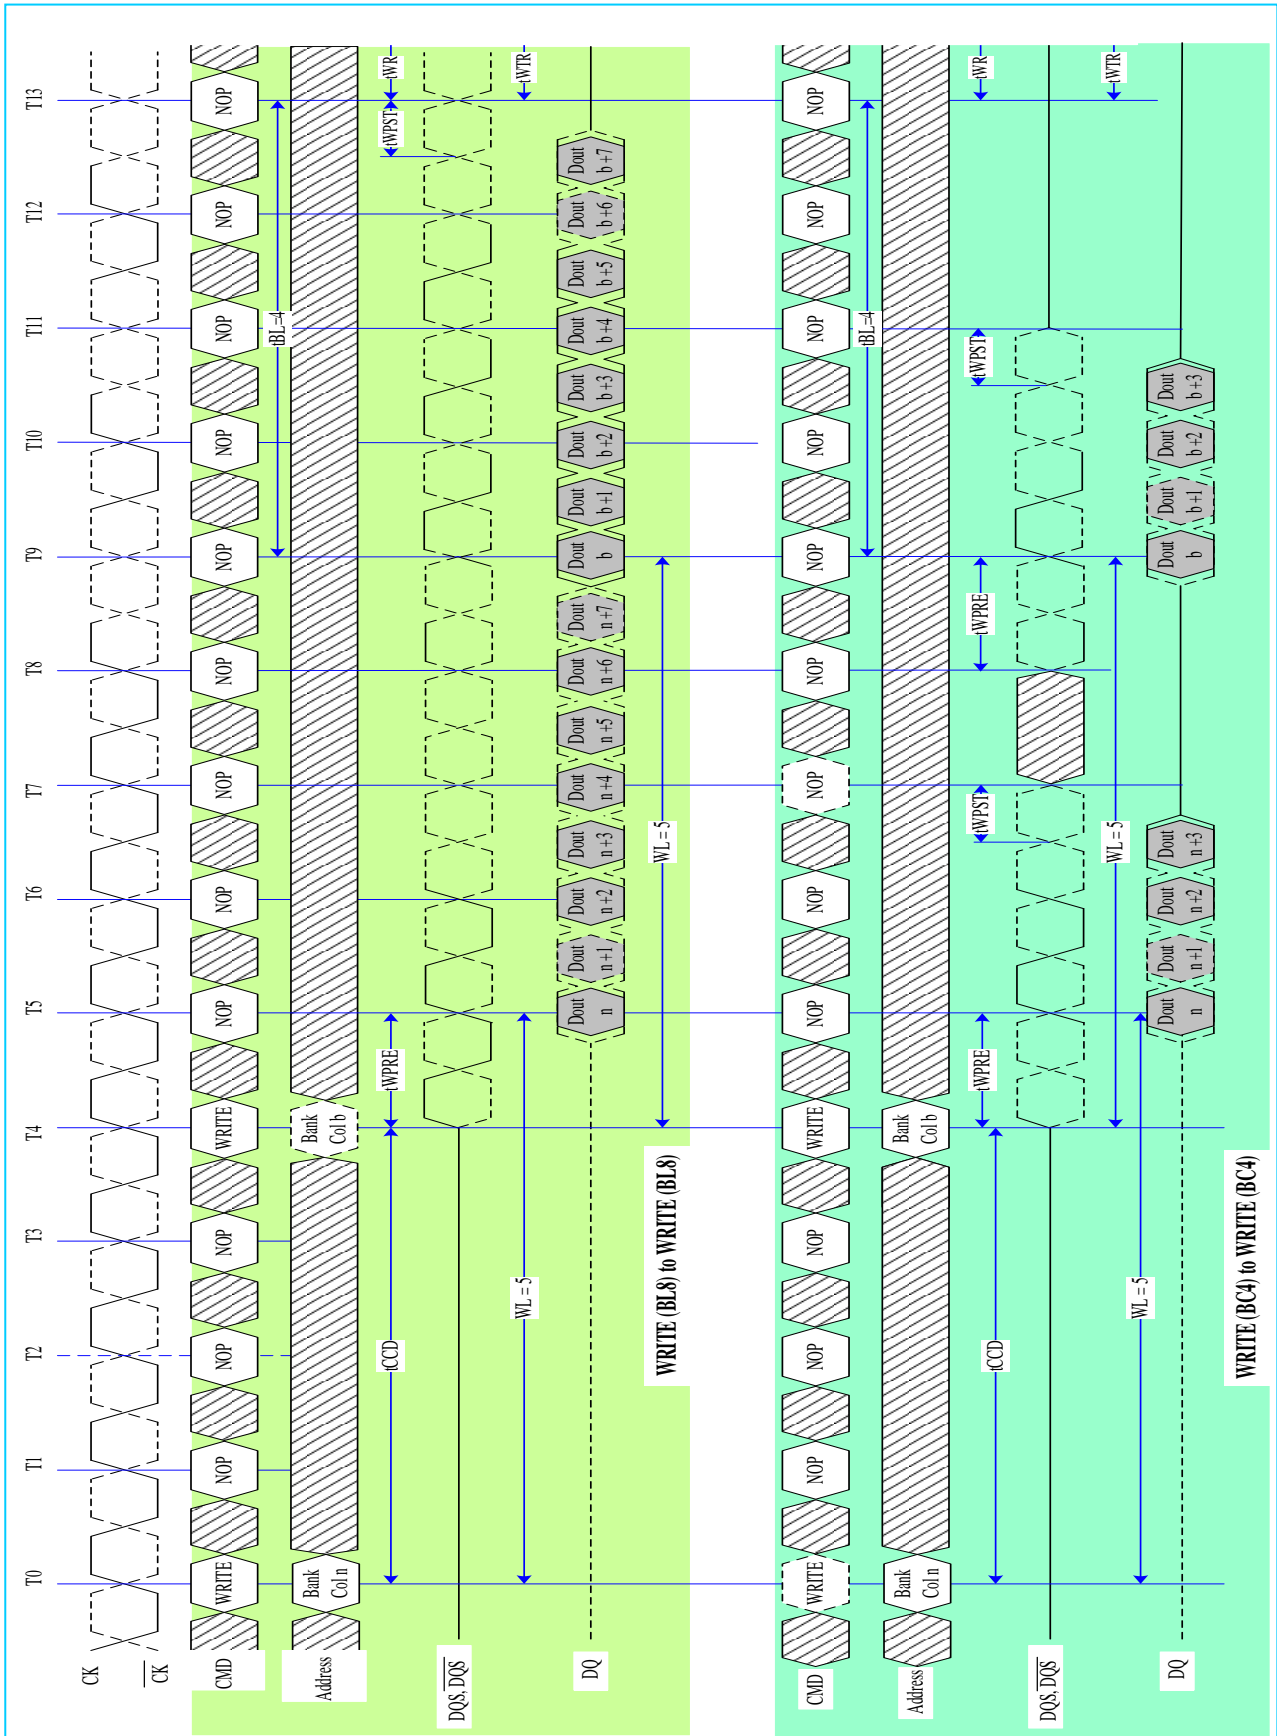 T0 T1 T2 T3 T4 T5 T6 T7 T8 T9 T10 T11 T12 T13
CK
CK
CMD WRITE NOP NOP NOP WRITE NOP NOP NOP NOP NOP NOP NOP NOP NOP
tBL=4
Address Bank Col n Bank Col b
tCCD tWPRE tWPST tWR
DQS, DQS
WL = 5 tWTR
DQ Dout n Dout n+1 Dout n+2 Dout n+3 Dout n+4 Dout n+5 Dout n+6 Dout n+7 Dout b Dout b+1 Dout b+2 Dout b+3 Dout b+4 Dout b+5 Dout b+6 Dout b+7
WL = 5
WRITE (BL8) to WRITE (BL8)
CMD WRITE NOP NOP NOP WRITE NOP NOP NOP NOP NOP NOP NOP NOP NOP
tBL=4
Address Bank Col n Bank Col b
tCCD tWPRE tWPST tWPRE tWPST tWR
DQS, DQS
WL = 5 WL = 5 tWTR
DQ Dout n Dout n+1 Dout n+2 Dout n+3 Dout b Dout b+1 Dout b+2 Dout b+3
WRITE (BC4) to WRITE (BC4)